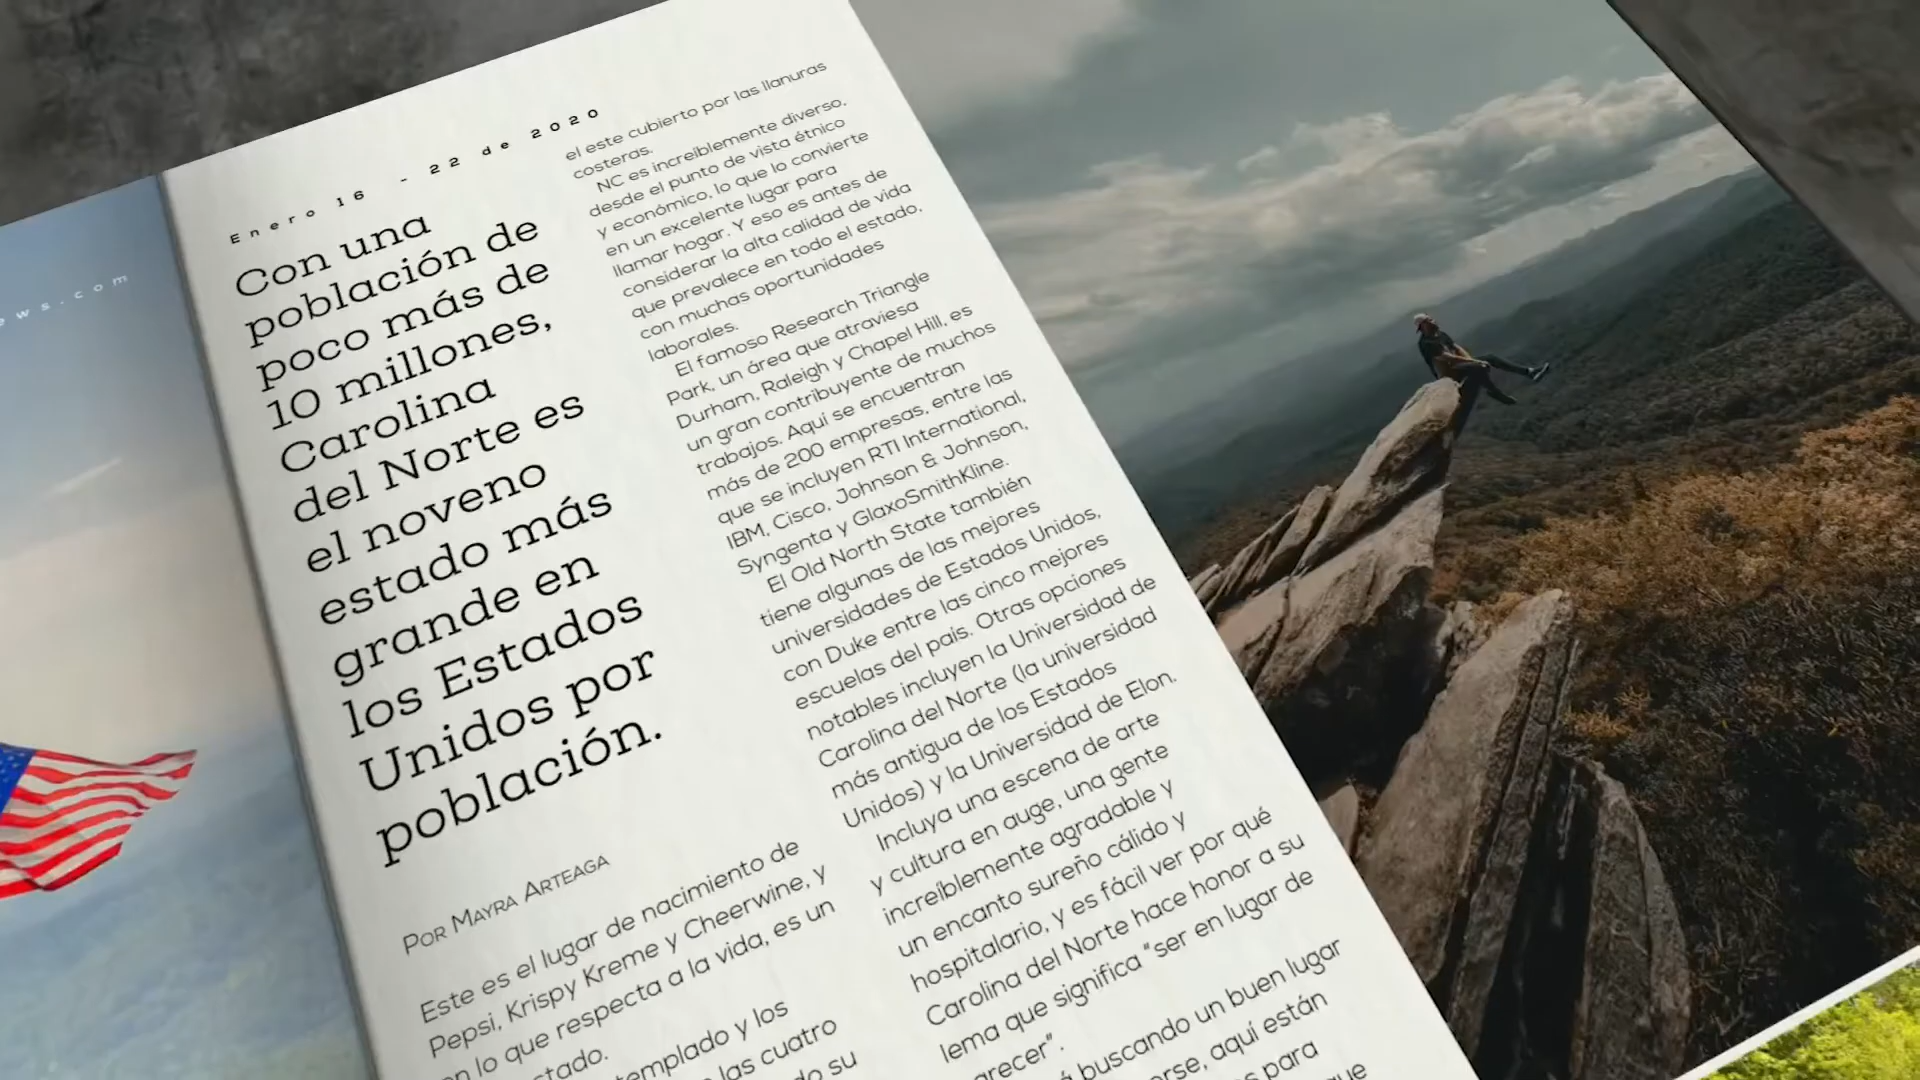 ws.com
Enero 16 - 22 de 2020
Con una
población de
poco más de
10 millones,
Carolina
del Norte es
el noveno
estado más
grande en
los Estados
Unidos por
población.
Por Mayra Arteaga
Este es el lugar de nacimiento de
Pepsi, Krispy Kreme y Cheerwine, y
en lo que respecta a la vida, es un
templado y los
las cuatro
su
el este cubierto por las llanuras
costeras.
NC es increíblemente diverso,
desde el punto de vista étnico
y económico, lo que lo convierte
en un excelente lugar para
llamar hogar. Y eso es antes de
considerar la alta calidad de vida
que prevalece en todo el estado,
con muchas oportunidades
laborales.
El famoso Research Triangle
Park, un área que atraviesa
Durham, Raleigh y Chapel Hill, es
un gran contribuyente de muchos
trabajos. Aquí se encuentran
más de 200 empresas, entre las
que se incluyen RTI International,
IBM, Cisco, Johnson & Johnson,
Syngenta y GlaxoSmithKline.
El Old North State también
tiene algunas de las mejores
universidades de Estados Unidos,
con Duke entre las cinco mejores
escuelas del país. Otras opciones
notables incluyen la Universidad de
Carolina del Norte (la universidad
más antigua de los Estados
Unidos) y la Universidad de Elon.
Incluya una escena de arte
y cultura en auge, una gente
increíblemente agradable y
un encanto sureño cálido y
hospitalario, y es fácil ver por qué
Carolina del Norte hace honor a su
lema que significa "ser en lugar de
arecer".
buscando un buen lugar
rse, aquí están
para
que